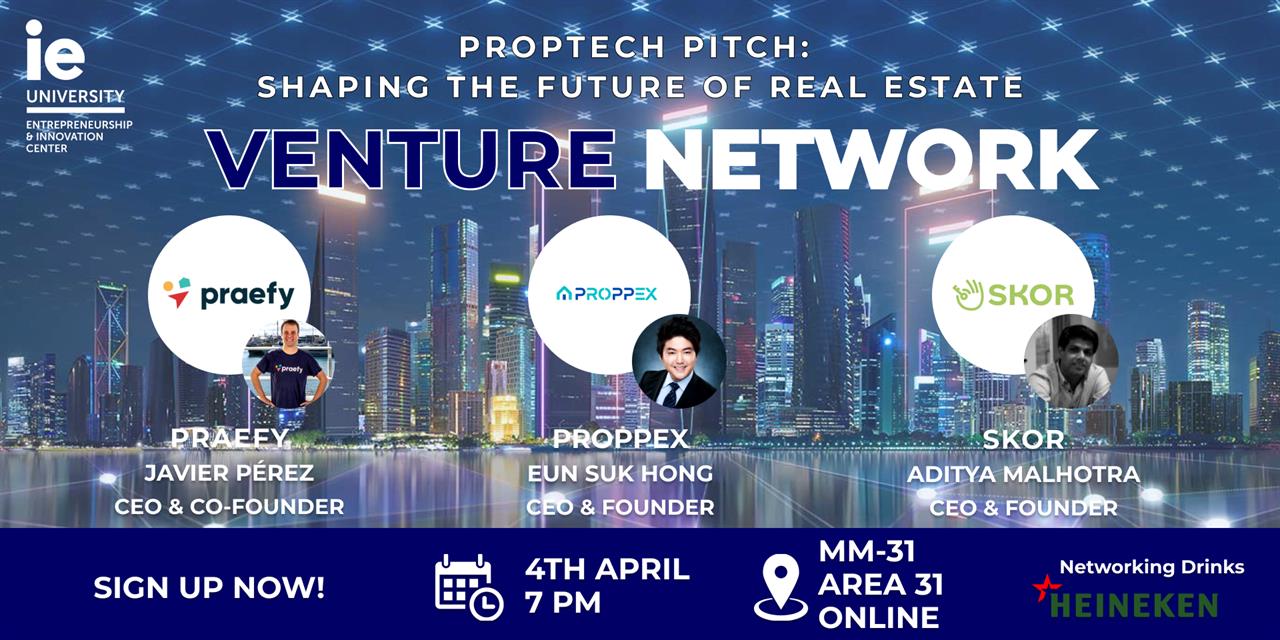 ie
UNIVERSITY
ENTREPRENEURSHIP
& INNOVATION
CENTER
PROPTECH PITCH:
SHAPING THE FUTURE OF REAL ESTATE
VENTURE NETWORK
praefy
praefy
PROPPEX
SKOR
PRAEFY
JAVIER PÉREZ
CEO & CO-FOUNDER
PROPPEX
EUN SUK HONG
CEO & FOUNDER
SKOR
ADITYA MALHOTRA
CEO & FOUNDER
SIGN UP NOW!
4TH APRIL
7 PM
MM-31
AREA 31
ONLINE
Networking Drinks
HEINEKEN